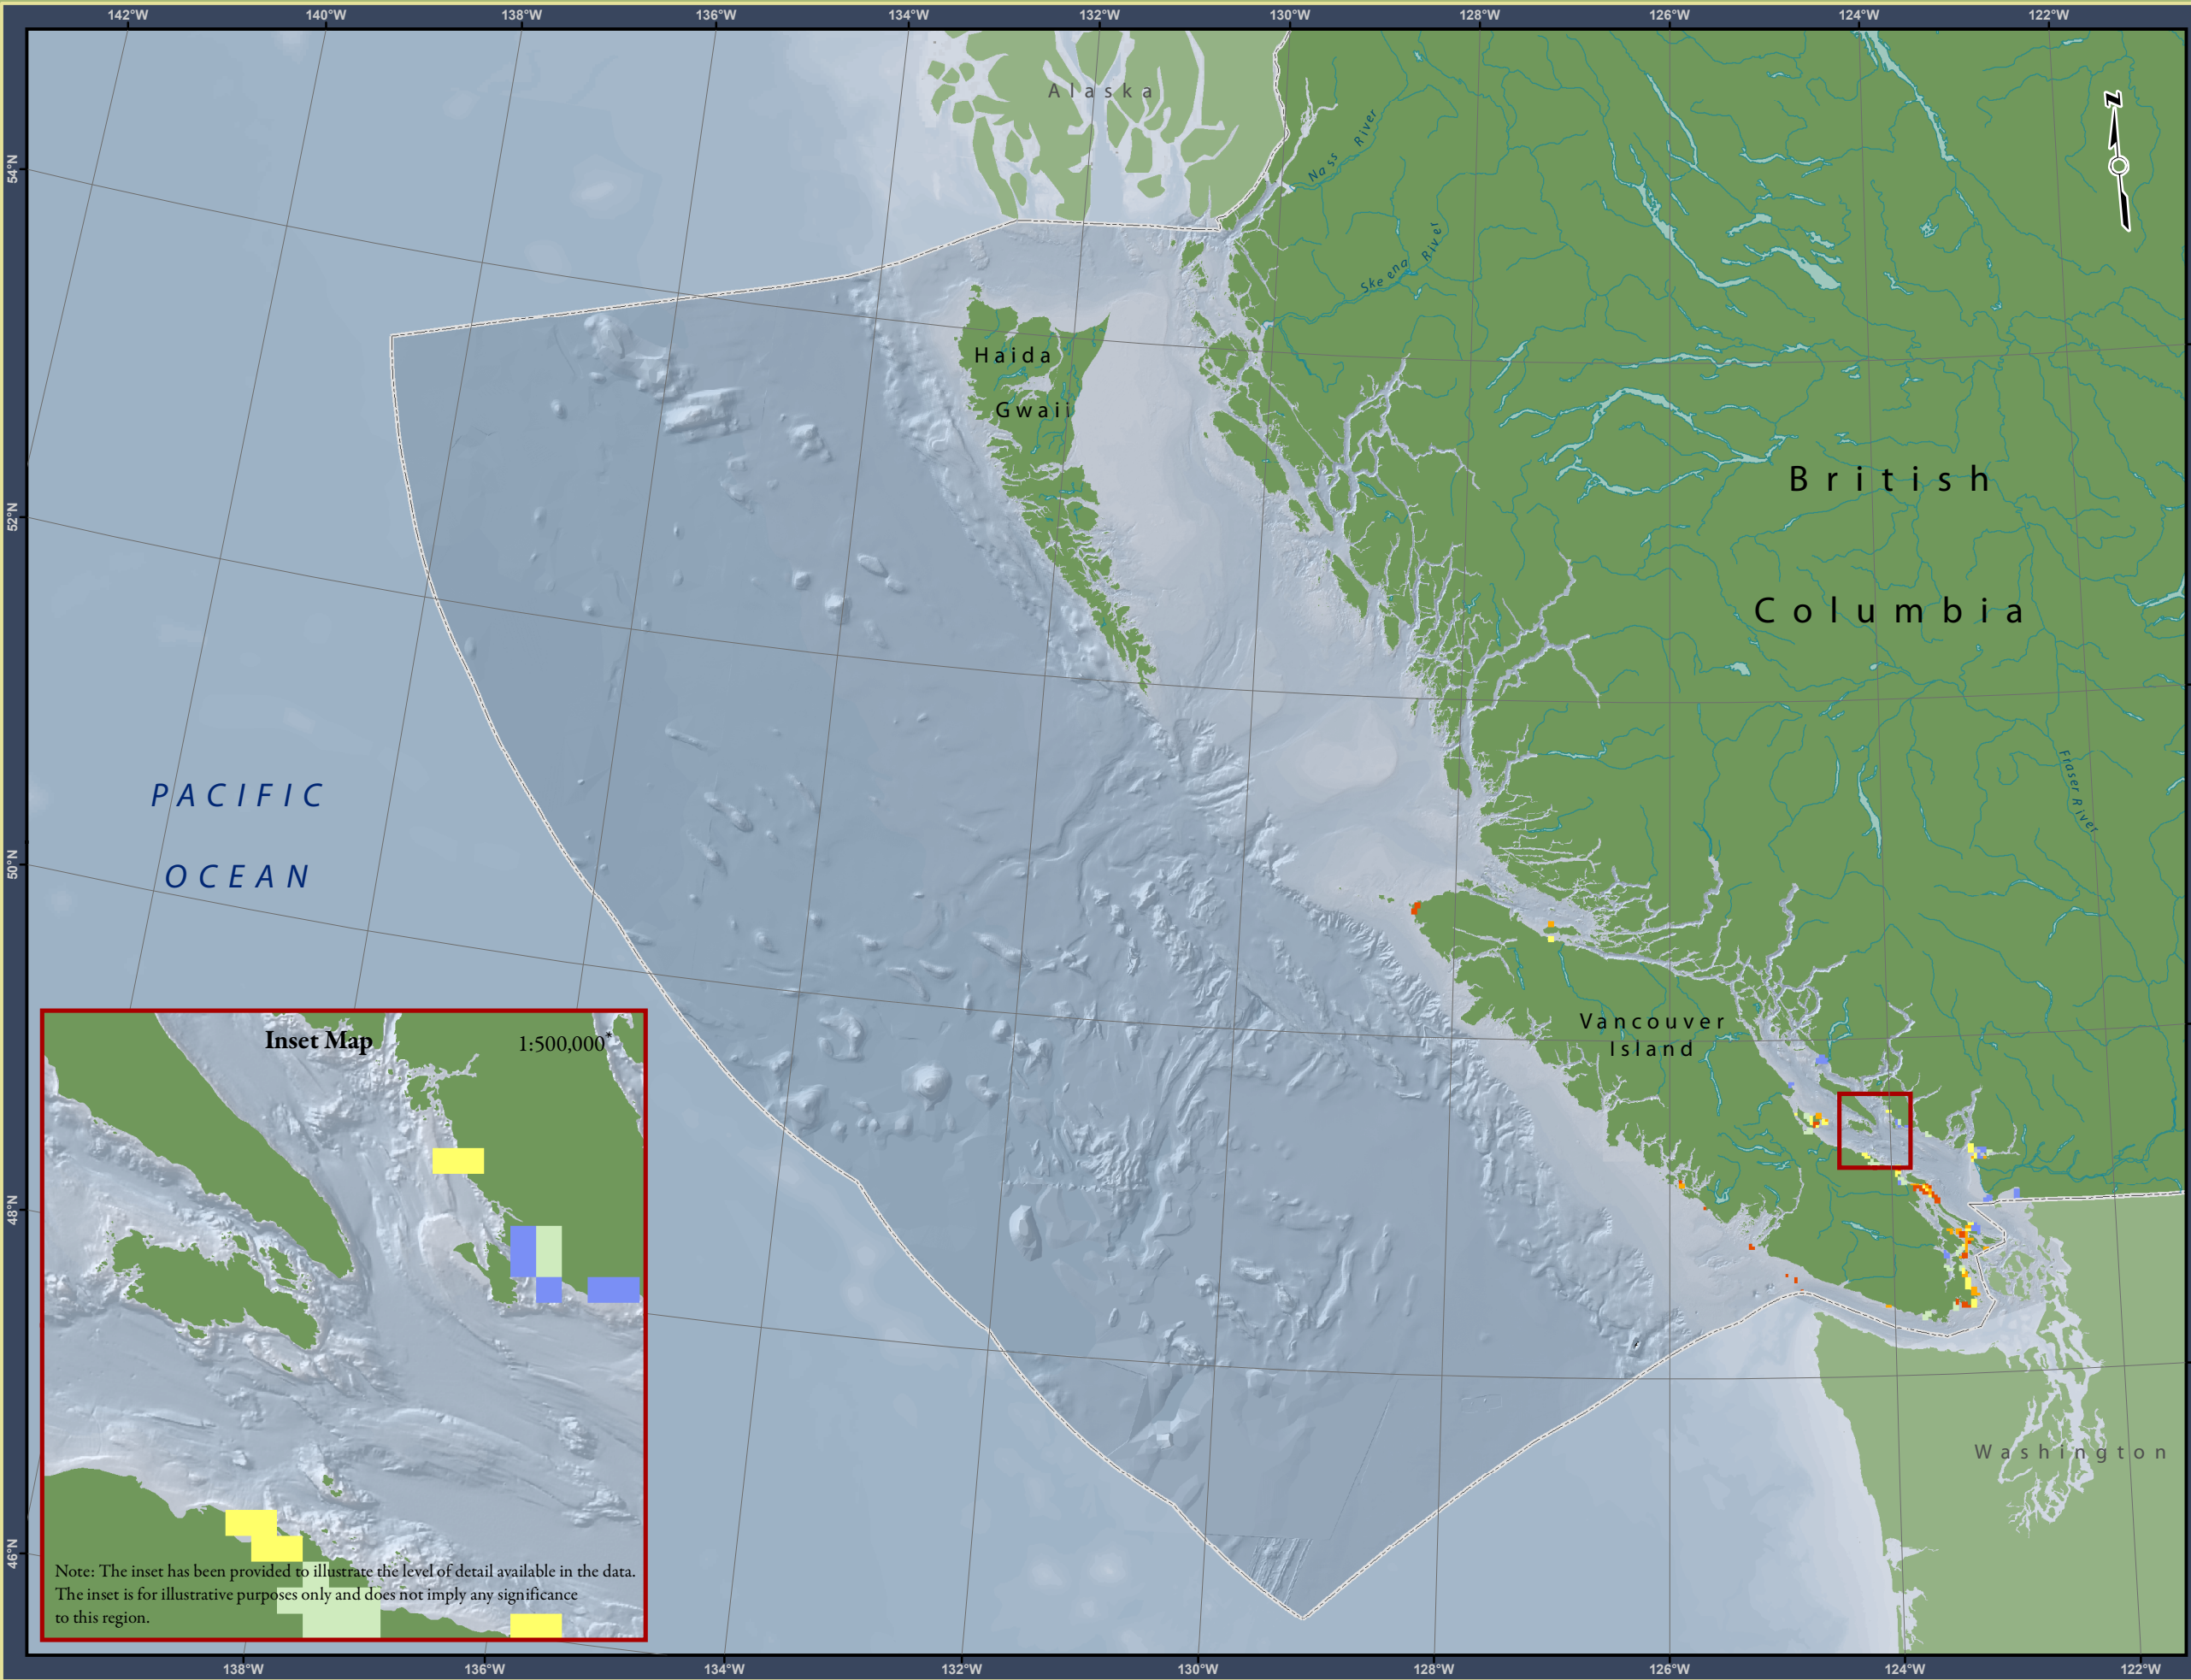 142°W 140°W 138°W 136°W 134°W 132°W 130°W 128°W 126°W 124°W 122°W
Alaska
N
Nass River
54°N
Skeena River
Haida
Gwaii
British
52°N
Columbia
Fraser River
PACIFIC
50°N
OCEAN
Vancouver
Island
Inset Map 1:500,000*
48°N
Washington
46°N
Note: The inset has been provided to illustrate the level of detail available in the data.
The inset is for illustrative purposes only and does not imply any significance
to this region.
138°W 136°W 134°W 132°W 130°W 128°W 126°W 124°W 122°W